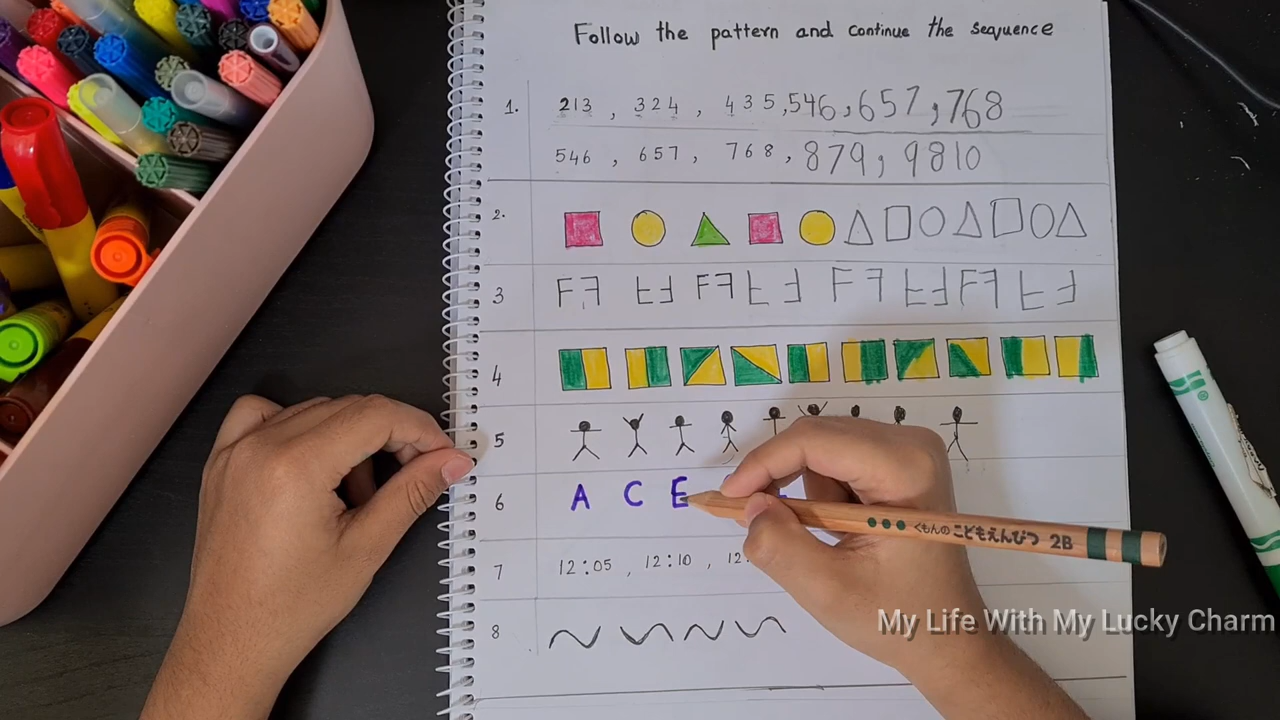 Follow the pattern and continue the sequence
1. 213 , 324 , 435,546,657,768
546 , 657 , 768 , 879, 9810
2.
3 F
4
5
6 A C E
7 12:05 , 12:10 , 12:
8
くもんの こどもえんぴつ 2B
My Life With My Lucky Charm